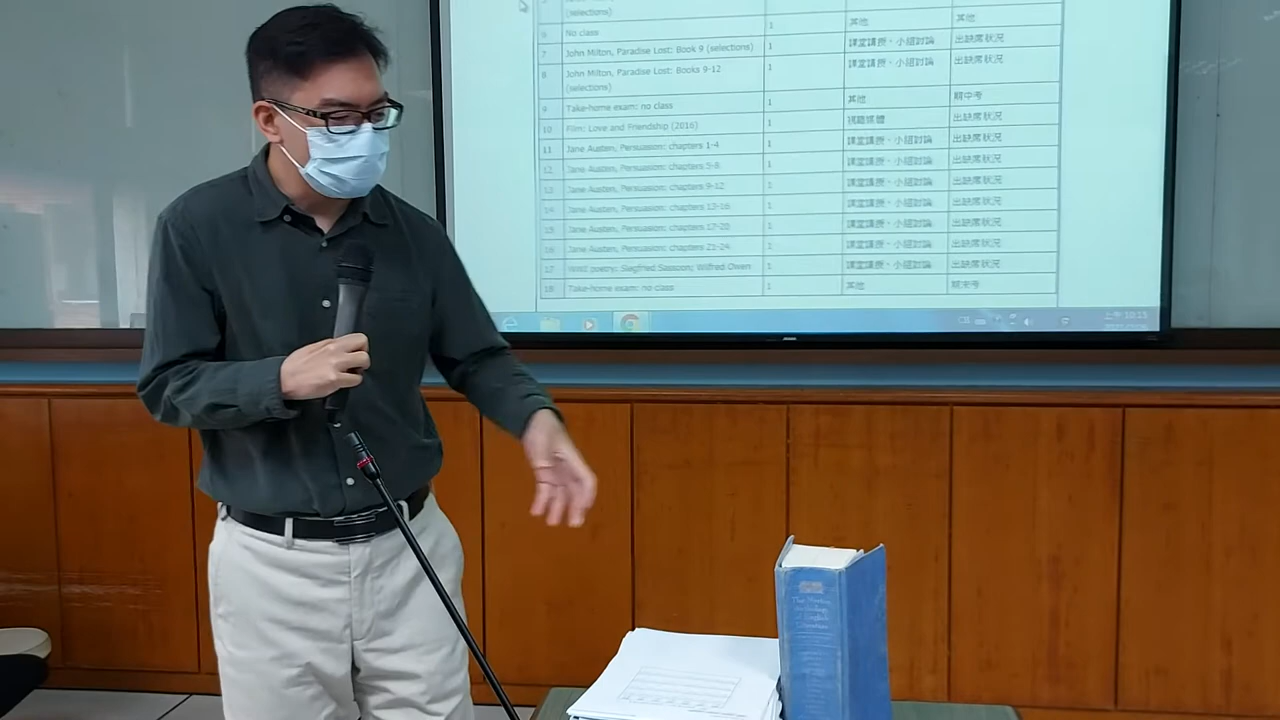 (selections)
6 No class 1 其他 其他
7 John Milton, Paradise Lost: Book 9 (selections) 1 課堂講授、小組討論 出缺席狀況
8 John Milton, Paradise Lost: Books 9-12 1 課堂講授、小組討論 出缺席狀況
(selections)
9 Take-home exam: no class 1 其他 期中考
10 Film: Love and Friendship (2016) 1 視聽媒體 出缺席狀況
11 Jane Austen, Persuasion: chapters 1-4 1 課堂講授、小組討論 出缺席狀況
12 Jane Austen, Persuasion: chapters 5-8 1 課堂講授、小組討論 出缺席狀況
13 Jane Austen, Persuasion: chapters 9-12 1 課堂講授、小組討論 出缺席狀況
14 Jane Austen, Persuasion: chapters 13-16 1 課堂講授、小組討論 出缺席狀況
15 Jane Austen, Persuasion: chapters 17-20 1 課堂講授、小組討論 出缺席狀況
16 Jane Austen, Persuasion: chapters 21-24 1 課堂講授、小組討論 出缺席狀況
17 WWI poetry: Siegfried Sassoon; Wilfred Owen 1 課堂講授、小組討論 出缺席狀況
18 Take-home exam: no class 1 其他 期末考
CH 上午 10:15
The Norton
Anthology
of English
Literature